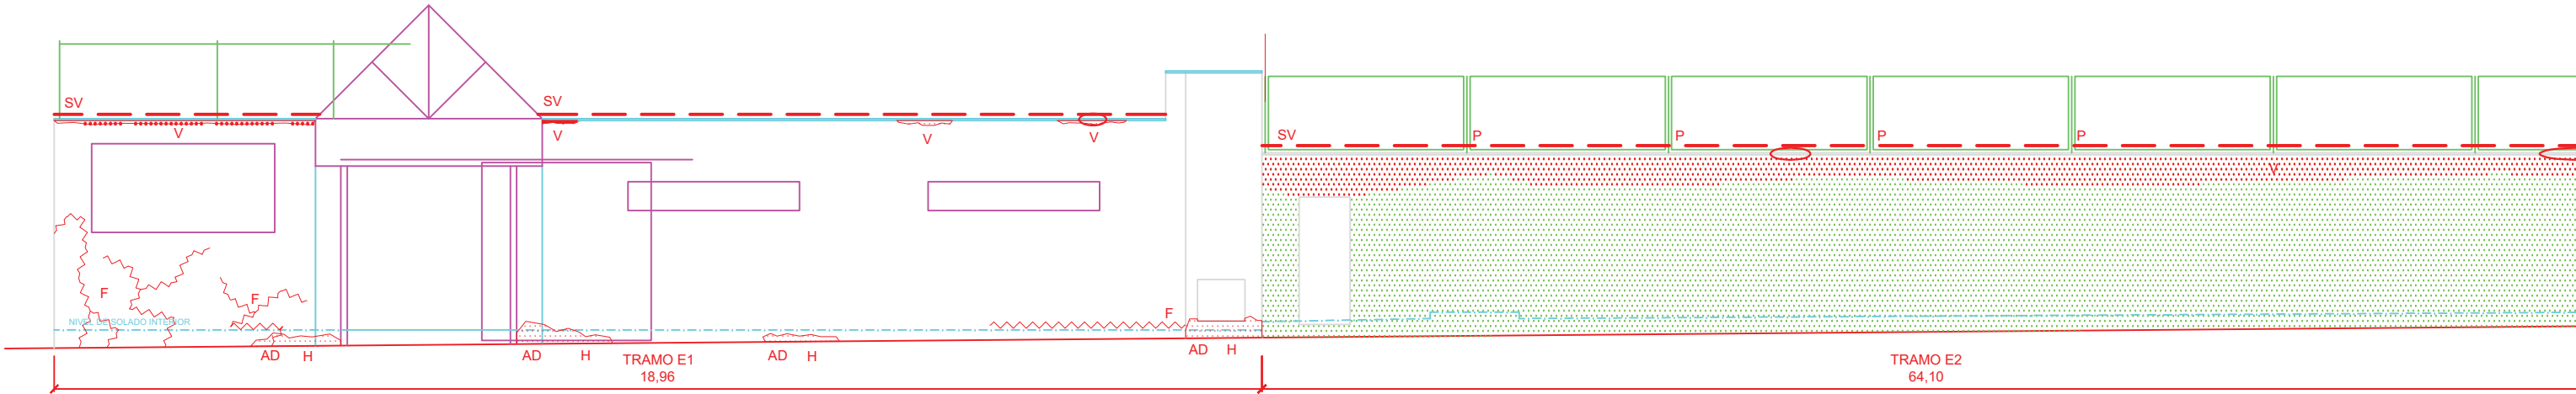 SV
SV
V
V
V
V
SV
P
P
P
P
V
F
F
F
NIVEL DE SOLADO INTERIOR
AD
H
AD
H
AD
H
AD
H
TRAMO E1
18,96
TRAMO E2
64,10